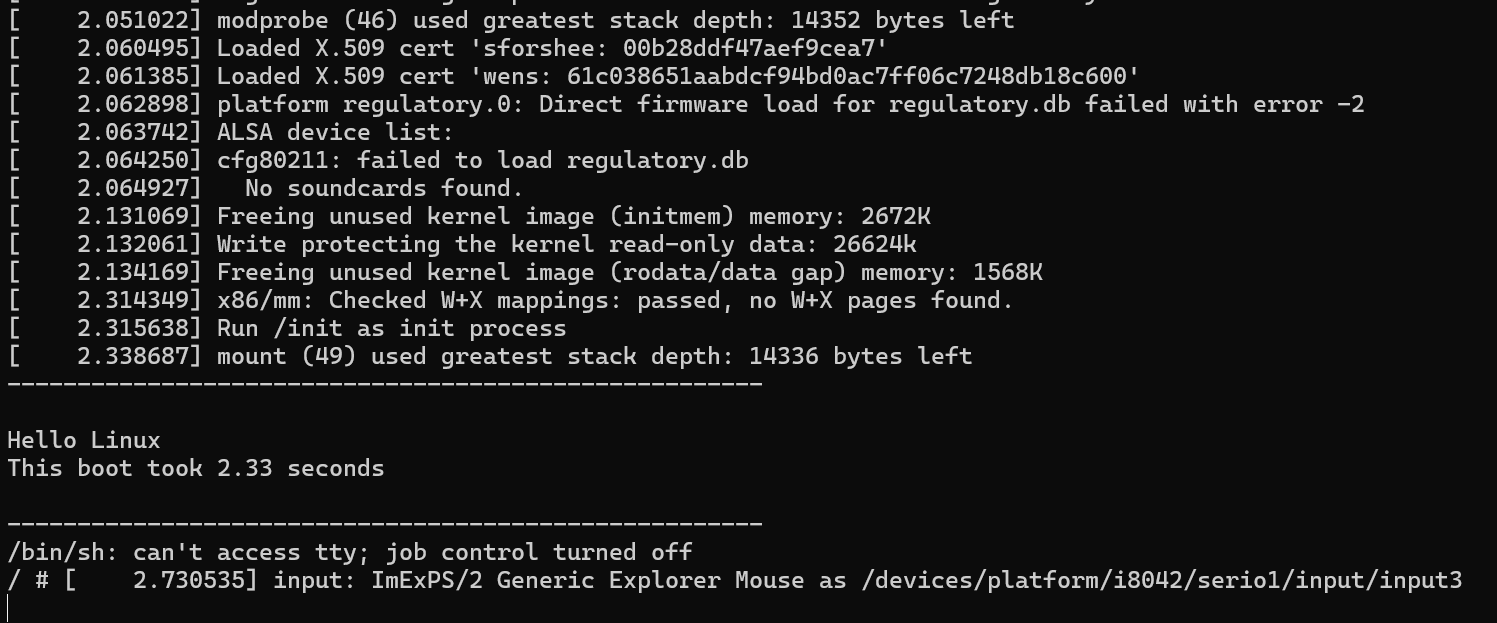 [    2.051022] modprobe (46) used greatest stack depth: 14352 bytes left
[    2.060495] Loaded X.509 cert 'sforshee: 00b28ddf47aef9cea7'
[    2.061385] Loaded X.509 cert 'wens: 61c038651aabdcf94bd0ac7ff06c7248db18c600'
[    2.062898] platform regulatory.0: Direct firmware load for regulatory.db failed with error -2
[    2.063742] ALSA device list:
[    2.064250] cfg80211: failed to load regulatory.db
[    2.064927]   No soundcards found.
[    2.131069] Freeing unused kernel image (initmem) memory: 2672K
[    2.132061] Write protecting the kernel read-only data: 26624k
[    2.134169] Freeing unused kernel image (rodata/data gap) memory: 1568K
[    2.314349] x86/mm: Checked W+X mappings: passed, no W+X pages found.
[    2.315638] Run /init as init process
[    2.338687] mount (49) used greatest stack depth: 14336 bytes left
------------------------------------------------------
Hello Linux
This boot took 2.33 seconds
------------------------------------------------------
/bin/sh: can't access tty; job control turned off
/ # [    2.730535] input: ImExPS/2 Generic Explorer Mouse as /devices/platform/i8042/serio1/input/input3